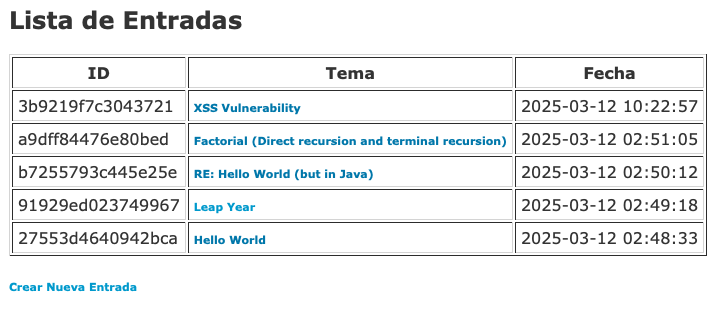 Lista de Entradas
ID Tema Fecha
3b9219f7c3043721 XSS Vulnerability 2025-03-12 10:22:57
a9dff84476e80bed Factorial (Direct recursion and terminal recursion) 2025-03-12 02:51:05
b7255793c445e25e RE: Hello World (but in Java) 2025-03-12 02:50:12
91929ed023749967 Leap Year 2025-03-12 02:49:18
27553d4640942bca Hello World 2025-03-12 02:48:33
Crear Nueva Entrada